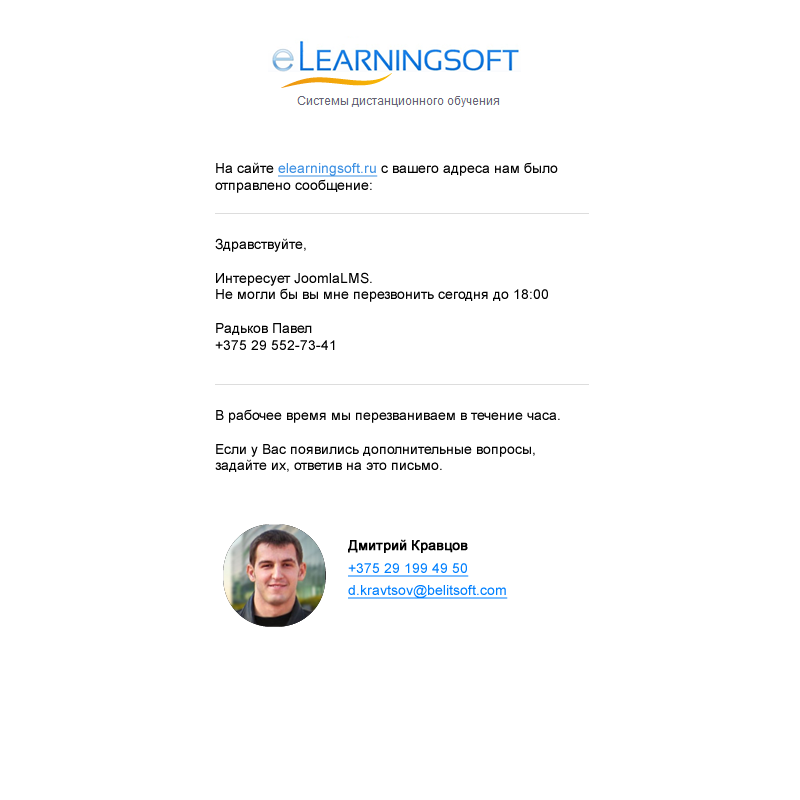 eLearningsoft
Системы дистанционного обучения
На сайте elearningsoft.ru с вашего адреса нам было
отправлено сообщение:
Здравствуйте,
Интересует JoomlaLMS.
Не могли бы вы мне перезвонить сегодня до 18:00
Радьков Павел
+375 29 552-73-41
В рабочее время мы перезваниваем в течение часа.
Если у Вас появились дополнительные вопросы,
задайте их, ответив на это письмо.
Дмитрий Кравцов
+375 29 199 49 50
d.kravtsov@belitsoft.com